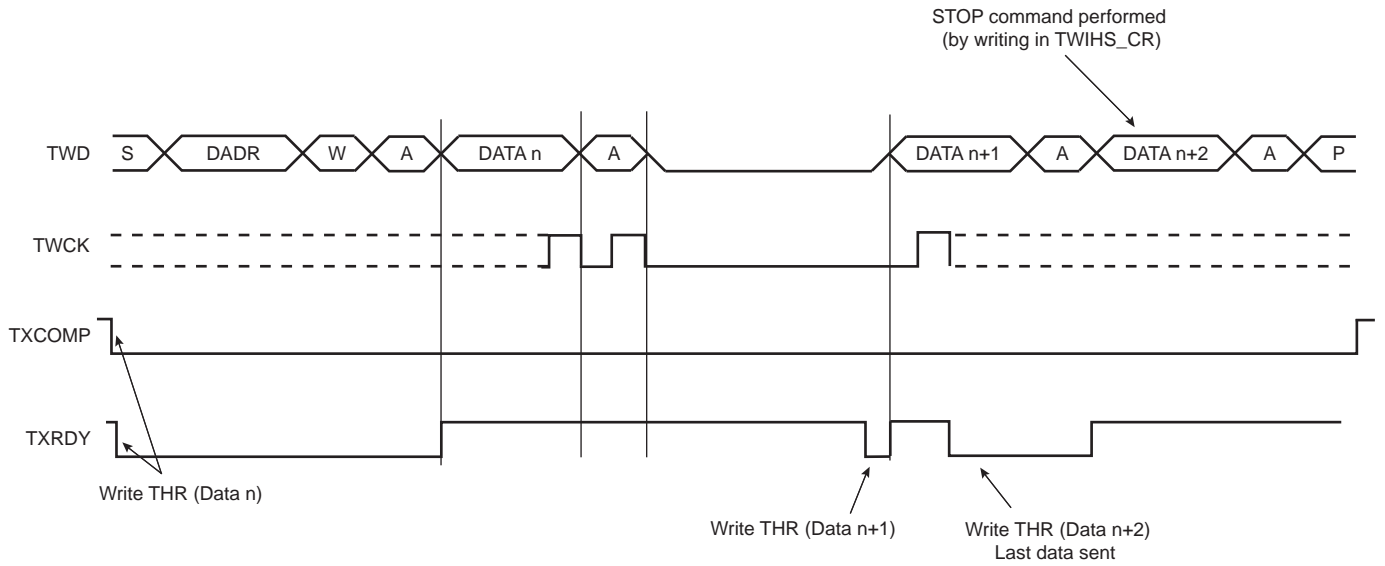 STOP command performed
(by writing in TWIHS_CR)
TWD S DADR W A DATA n A DATA n+1 A DATA n+2 A P
TWCK
TXCOMP
TXRDY
Write THR (Data n)
Write THR (Data n+1)
Write THR (Data n+2)
Last data sent